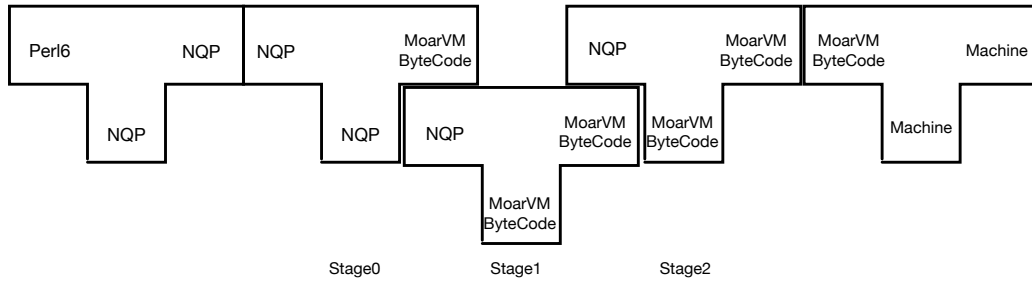 Perl6
NQP
NQP
NQP
MoarVM
ByteCode
NQP
NQP
MoarVM
ByteCode
MoarVM
ByteCode
NQP
MoarVM
ByteCode
MoarVM
ByteCode
MoarVM
ByteCode
Machine
Machine
Stage0
Stage1
Stage2